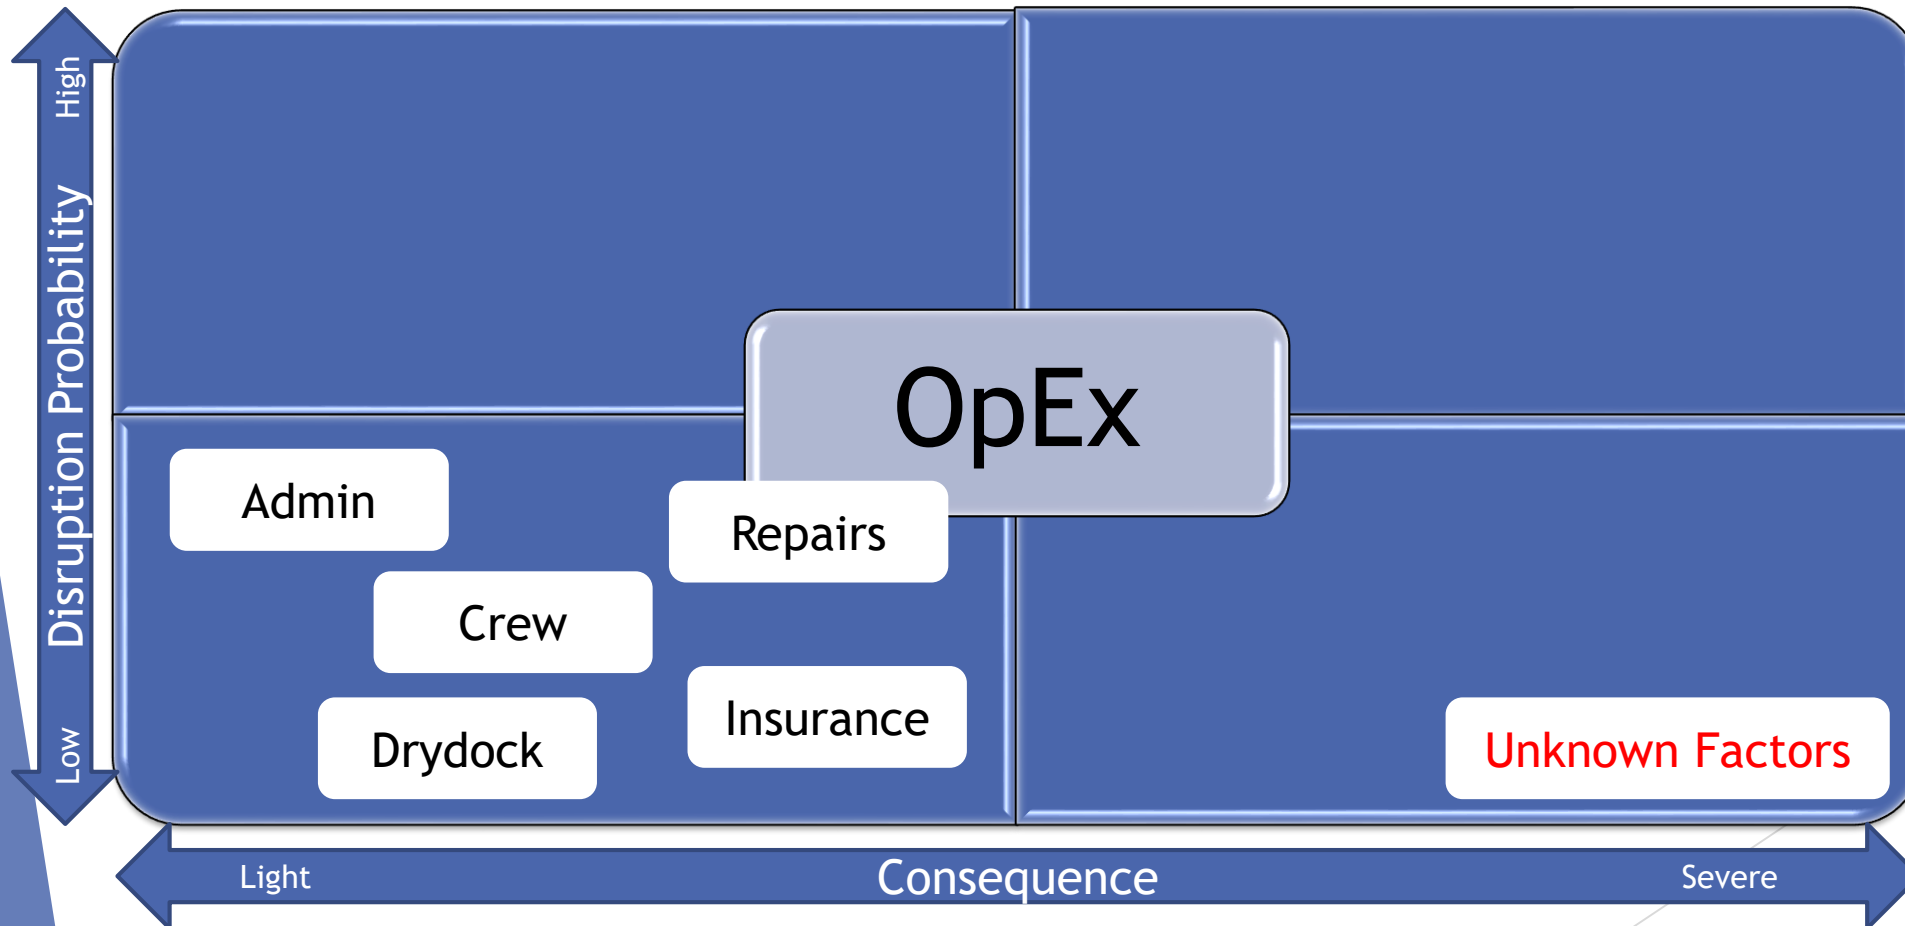 High
Disruption Probability
Low
OpEx
Admin
Repairs
Crew
Insurance
Drydock
Unknown Factors
Light
Consequence
Severe